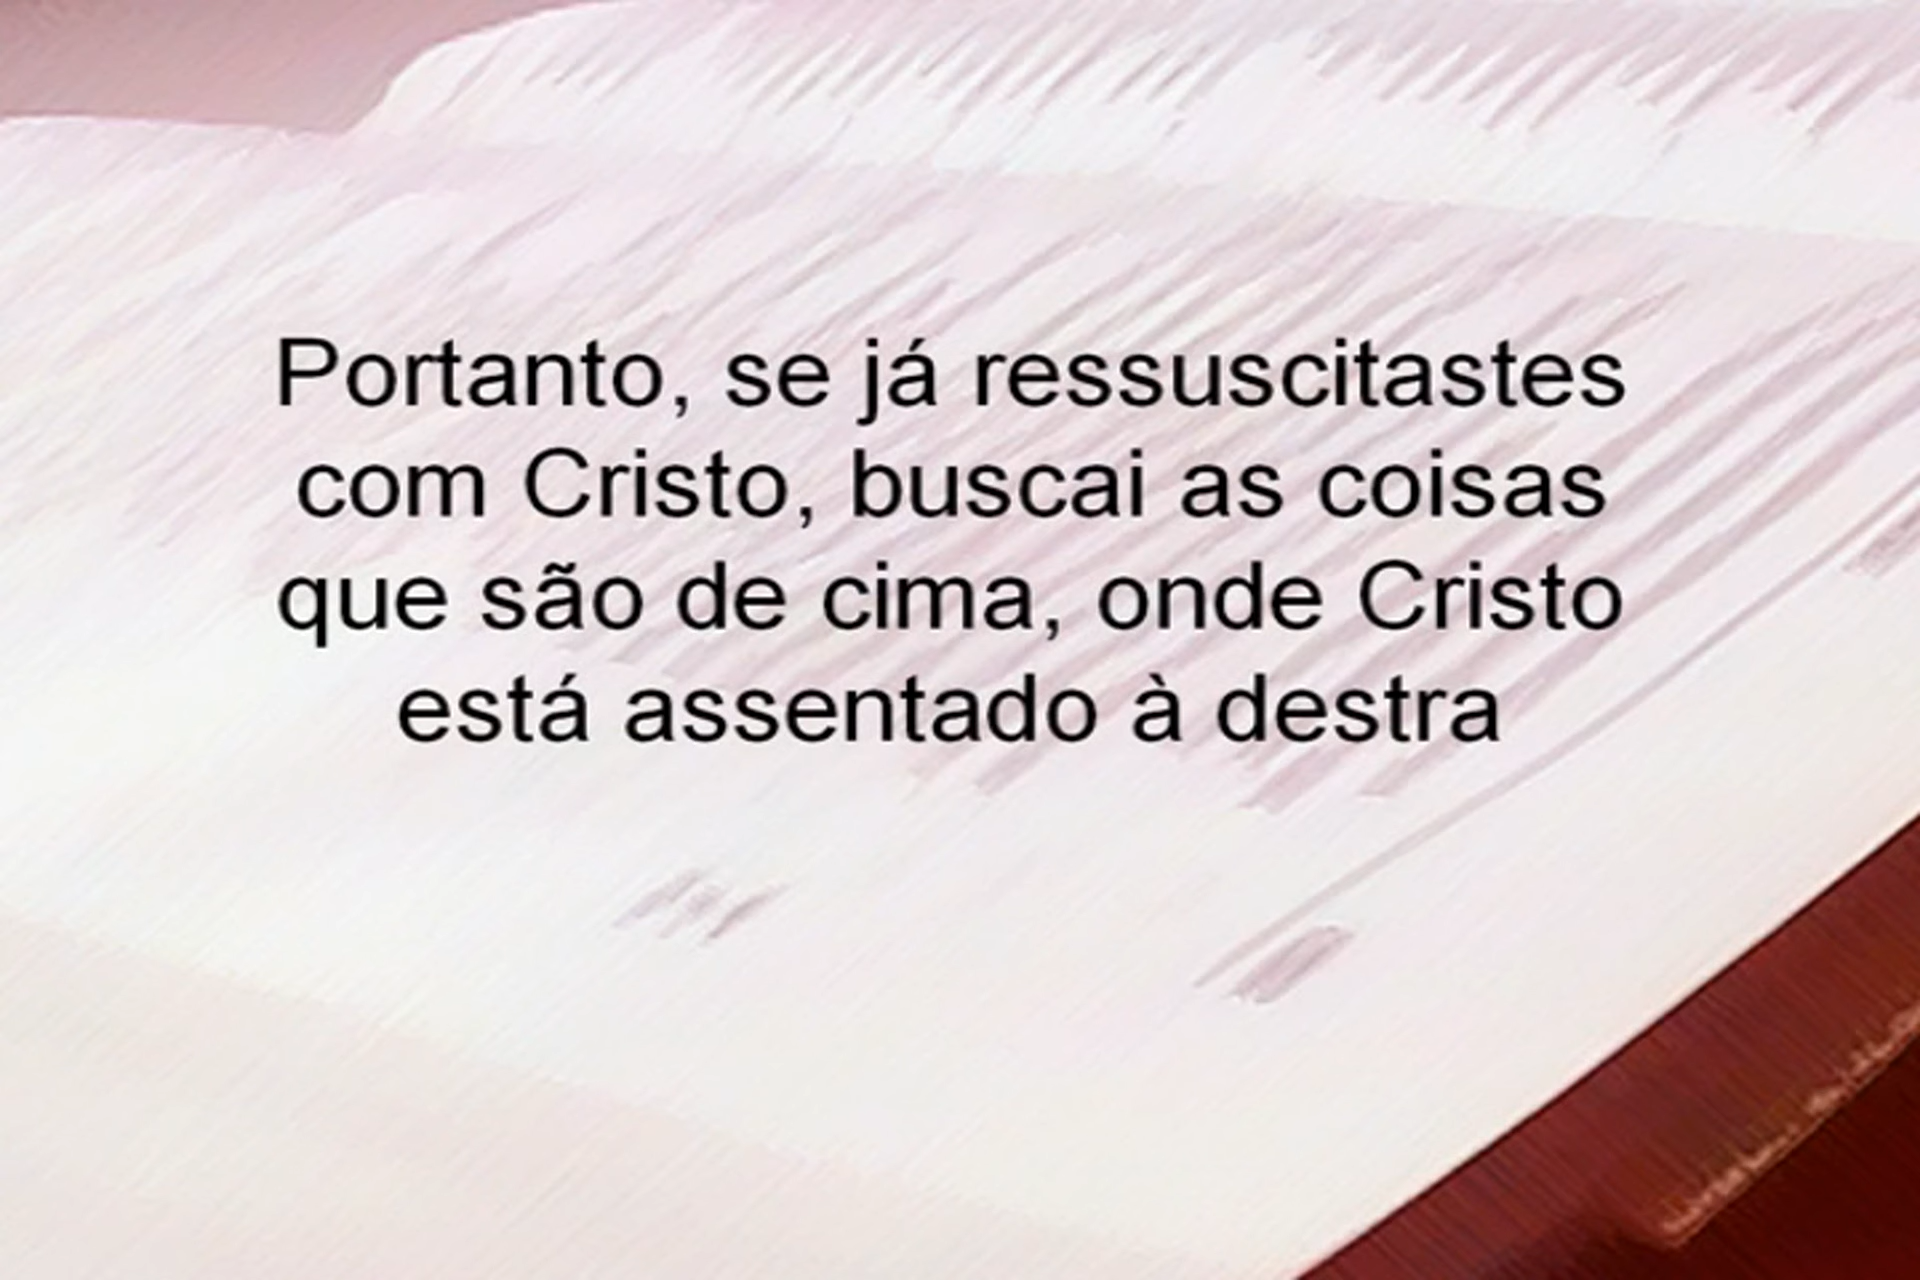 Portanto, se já ressuscitastes
com Cristo, buscai as coisas
que são de cima, onde Cristo
está assentado à destra